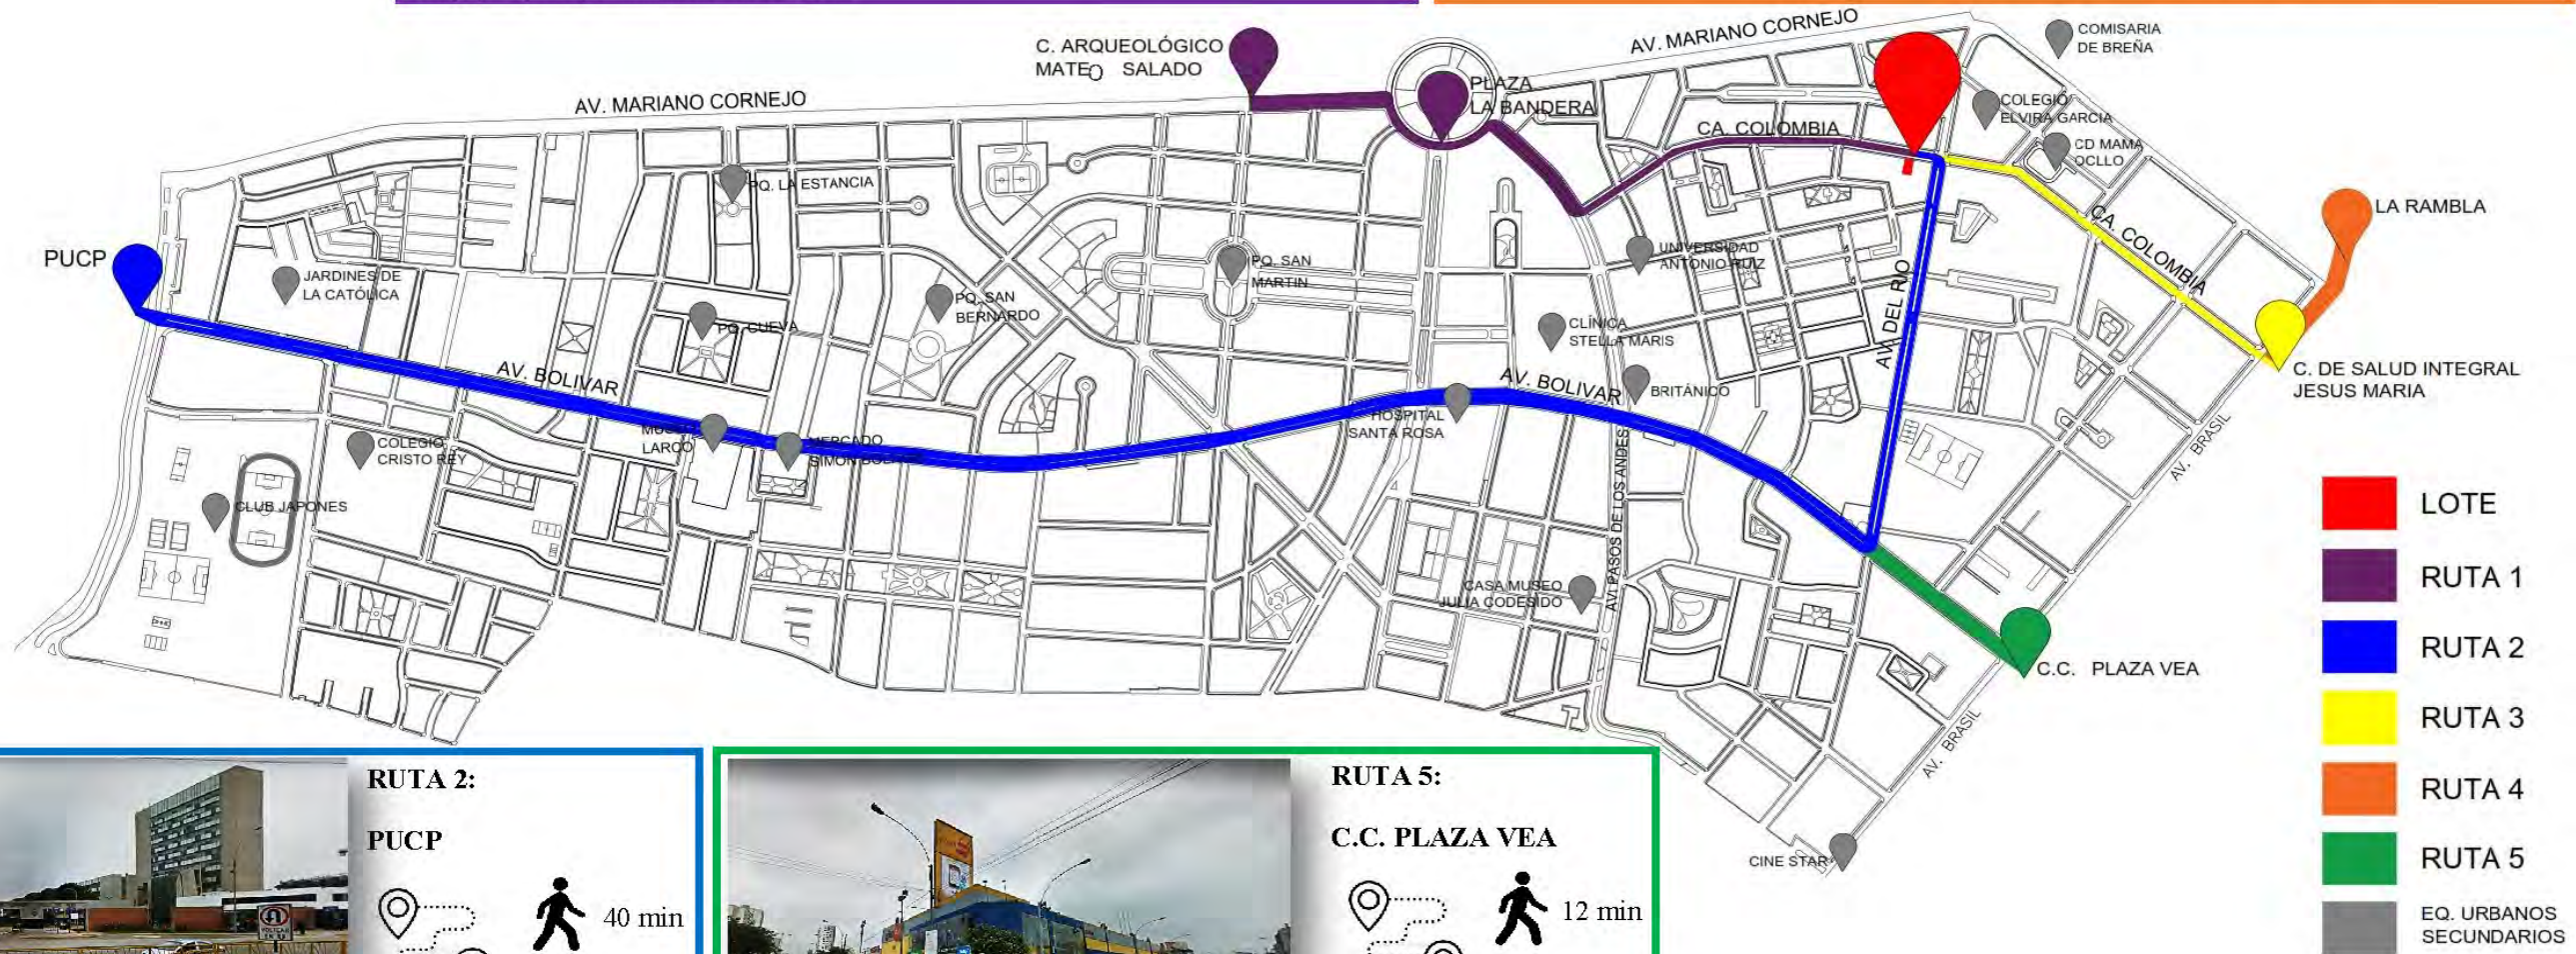 AV. MARIANO CORNEJO
COMISARIA
DE BREÑA
C. ARQUEOLÓGICO
MATEO SALADO
PLAZA
LA BANDERA
AV. MARIANO CORNEJO
COLEGIO
ELVIRA GARCIA
CA. COLOMBIA
CD MAMA
OCLLO
PQ. LA ESTANCIA
LA RAMBLA
CA. COLOMBIA
PUCP
JARDINES DE
LA CATÓLICA
PQ. SAN
MARTIN
UNIVERSIDAD
ANTONIO RUIZ
PQ. SAN
BERNARDO
PQ. CUEVA
CLÍNICA
STELLA MARIS
AV. DEL RIO
C. DE SALUD INTEGRAL
JESUS MARIA
AV. BOLIVAR
AV. BOLIVAR
BRITÁNICO
HOSPITAL
SANTA ROSA
LARCO
MERCADO
SIMON
COLEGIO
CRISTO REY
AV. BRASIL
CLUB JAPONES
AV. PASOS DE LOS ANDES
CASA MUSEO
JULIA CODESIDO
C.C. PLAZA VEA
AV. BRASIL
CINE STAR
LOTE
RUTA 1
RUTA 2
RUTA 3
RUTA 4
RUTA 5
EQ. URBANOS
SECUNDARIOS
RUTA 2:
PUCP
40 min
RUTA 5:
C.C. PLAZA VEA
12 min